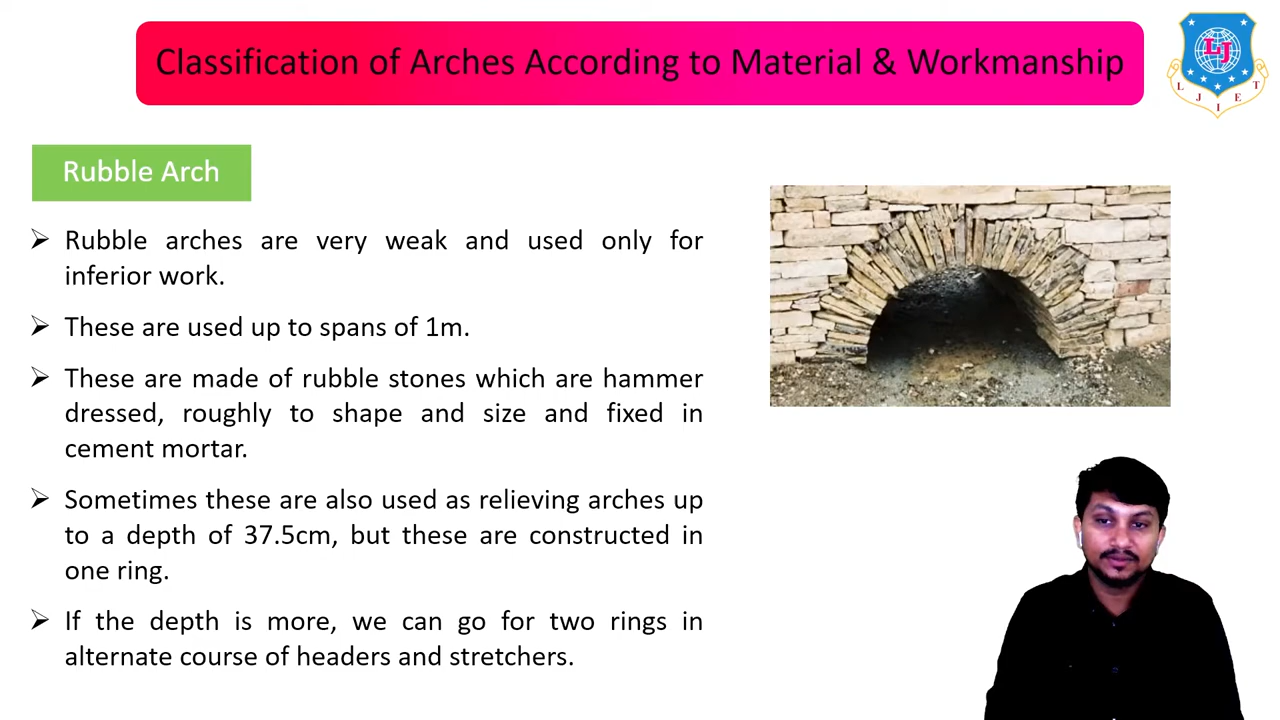 Classification of Arches According to Material & Workmanship
LJ
L J I E T
Rubble Arch
➢ Rubble arches are very weak and used only for
inferior work.
➢ These are used up to spans of 1m.
➢ These are made of rubble stones which are hammer
dressed, roughly to shape and size and fixed in
cement mortar.
➢ Sometimes these are also used as relieving arches up
to a depth of 37.5cm, but these are constructed in
one ring.
➢ If the depth is more, we can go for two rings in
alternate course of headers and stretchers.